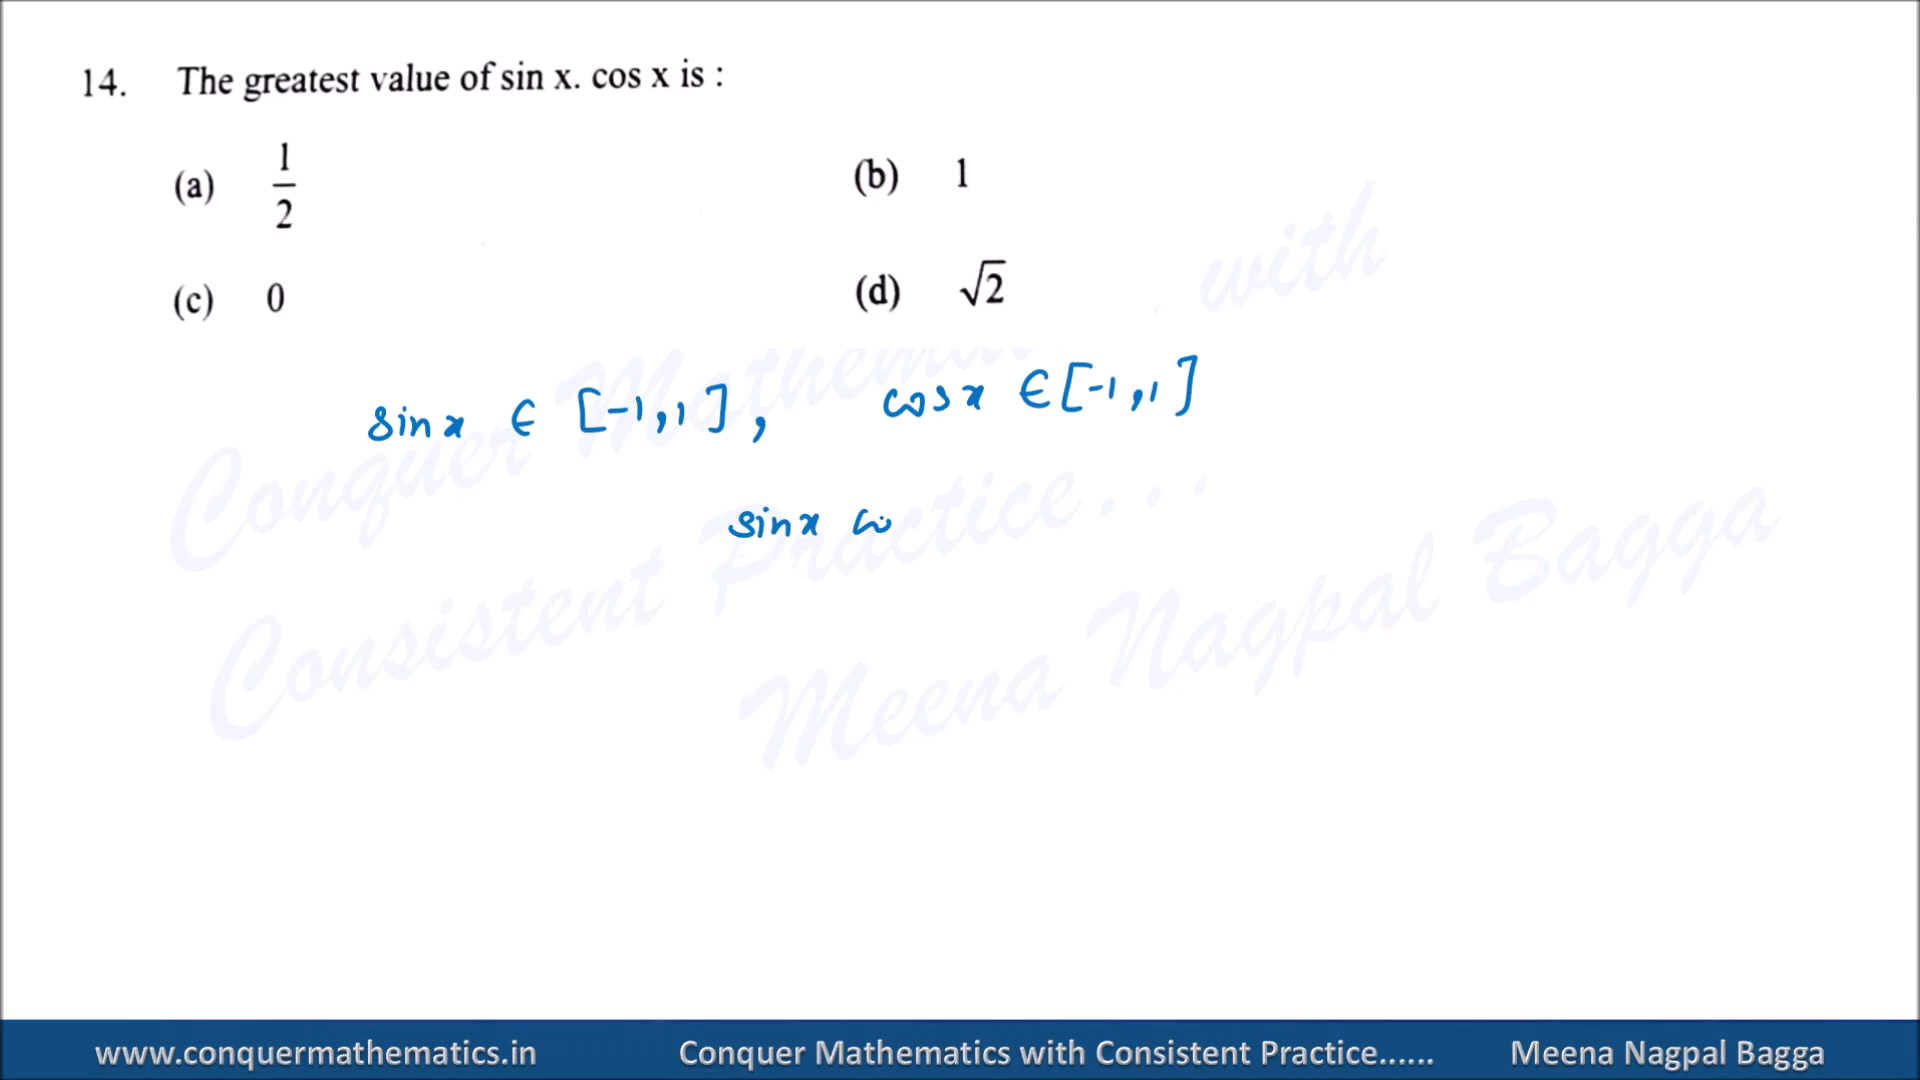 14. The greatest value of sin x. cos x is :
(a) 1/2 (b) 1
(c) 0 (d) √2
sin x ∈ [-1,1], cos x ∈ [-1,1]
sin x co
Conquer Mathematics with
Consistent Practice...
Meena Nagpal Bagga
www.conquermathematics.in Conquer Mathematics with Consistent Practice...... Meena Nagpal Bagga